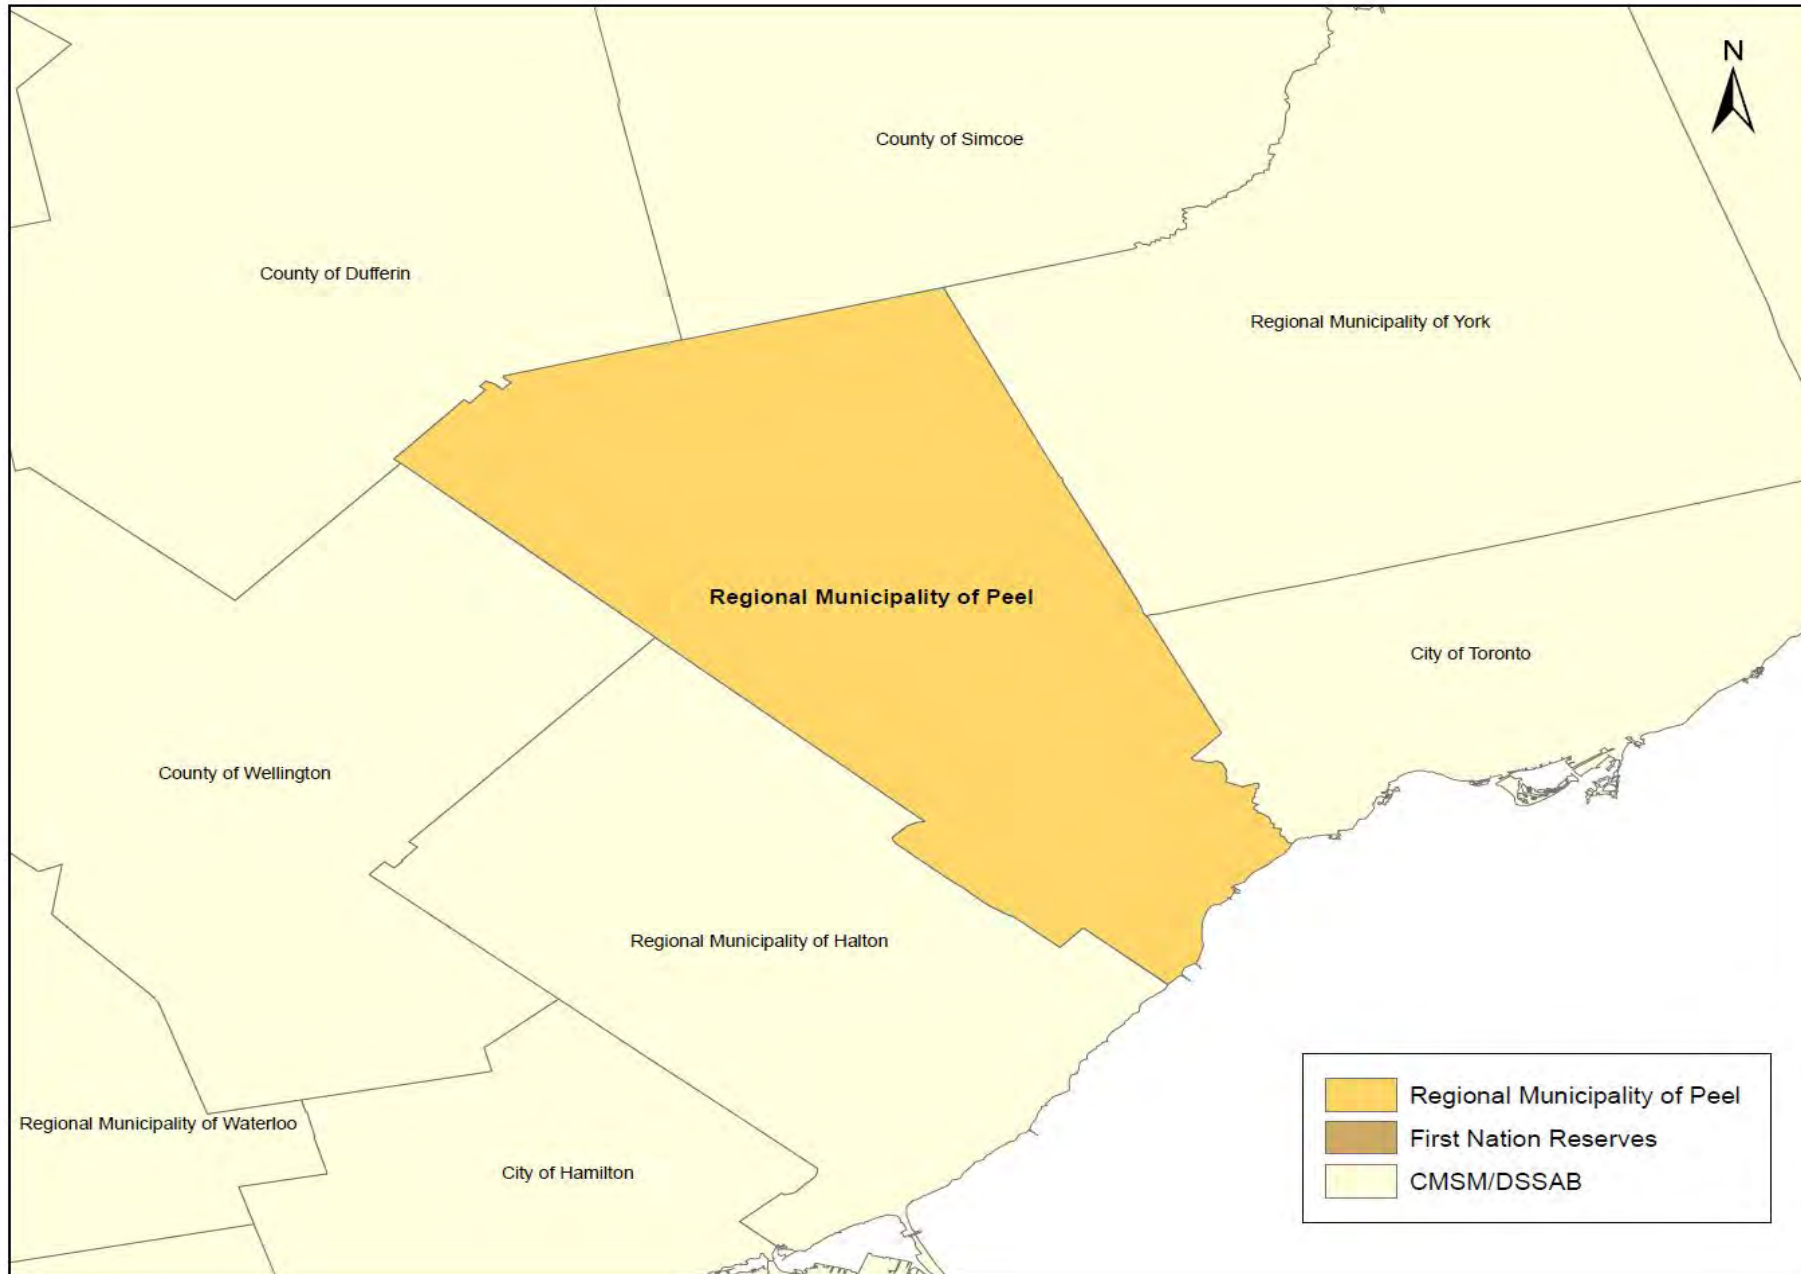 N
County of Simcoe
County of Dufferin
Regional Municipality of York
Regional Municipality of Peel
City of Toronto
County of Wellington
Regional Municipality of Halton
Regional Municipality of Waterloo
City of Hamilton
Regional Municipality of Peel
First Nation Reserves
CMSM/DSSAB